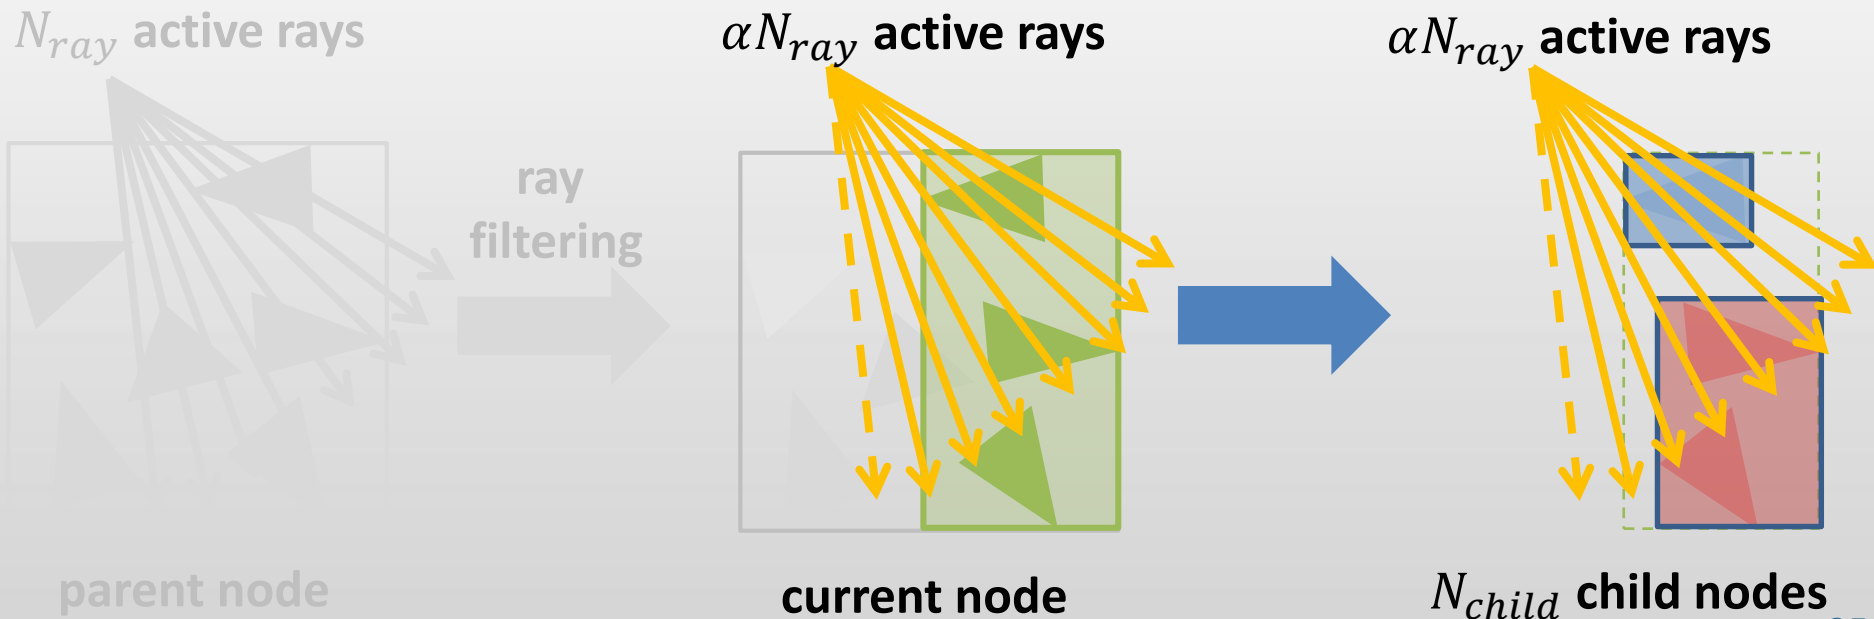 N_ray active rays
αN_ray active rays
αN_ray active rays
ray
filtering
parent node
current node
N_child child nodes